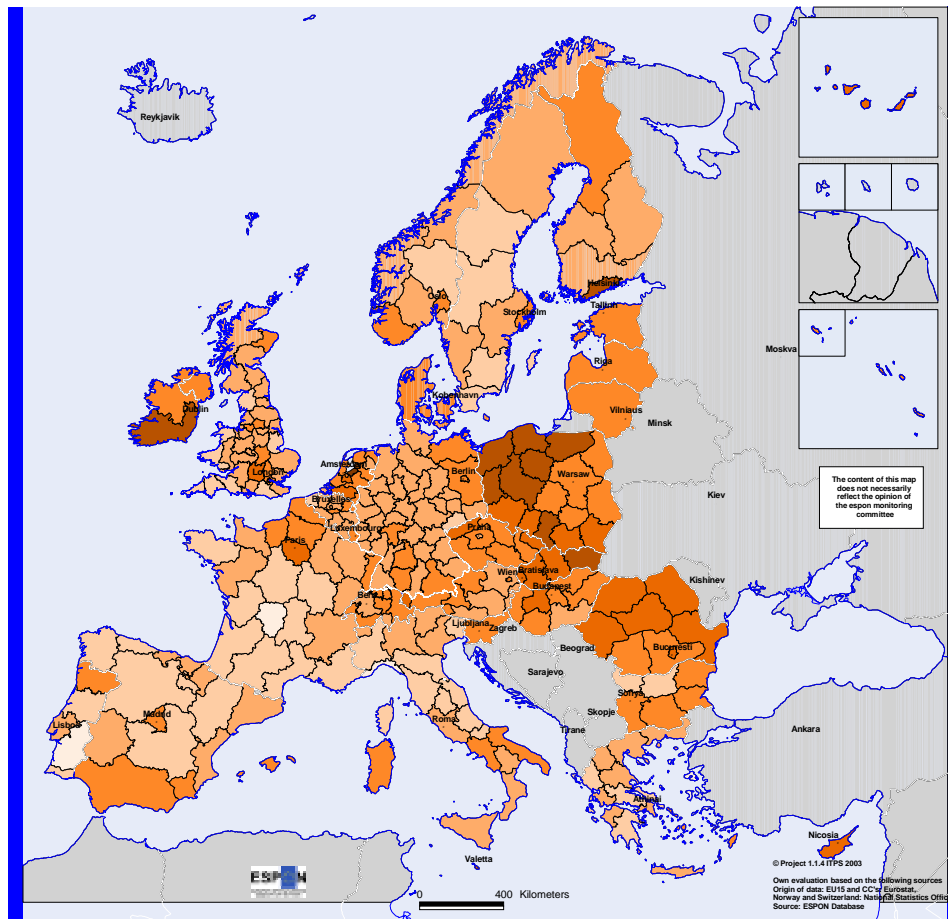 Reykjavik
Oslo
Helsinki
Tallinn
Stockholm
Moskva
Riga
København
Vilniaus
Minsk
Dublin
London
Amsterdam
Berlin
Warsaw
The content of this map
does not necessarily
reflect the opinion of
the espon monitoring
committee
Kiev
Bruxelles
Luxembourg
Praha
Paris
Kishinev
Wien
Bratislava
Budapest
Bern
Ljubljana
Zagreb
Beograd
Bucuresti
Sarajevo
Sofiya
Skopje
Tirane
Madrid
Lisboa
Roma
Ankara
Athinai
Nicosia
Valetta
ESPON
0 400 Kilometers
© Project 1.1.4 ITPS 2003
Own evaluation based on the following sources
Origin of data: EU15 and CC's: Eurostat,
Norway and Switzerland: National Statistics Offic
Source: ESPON Database